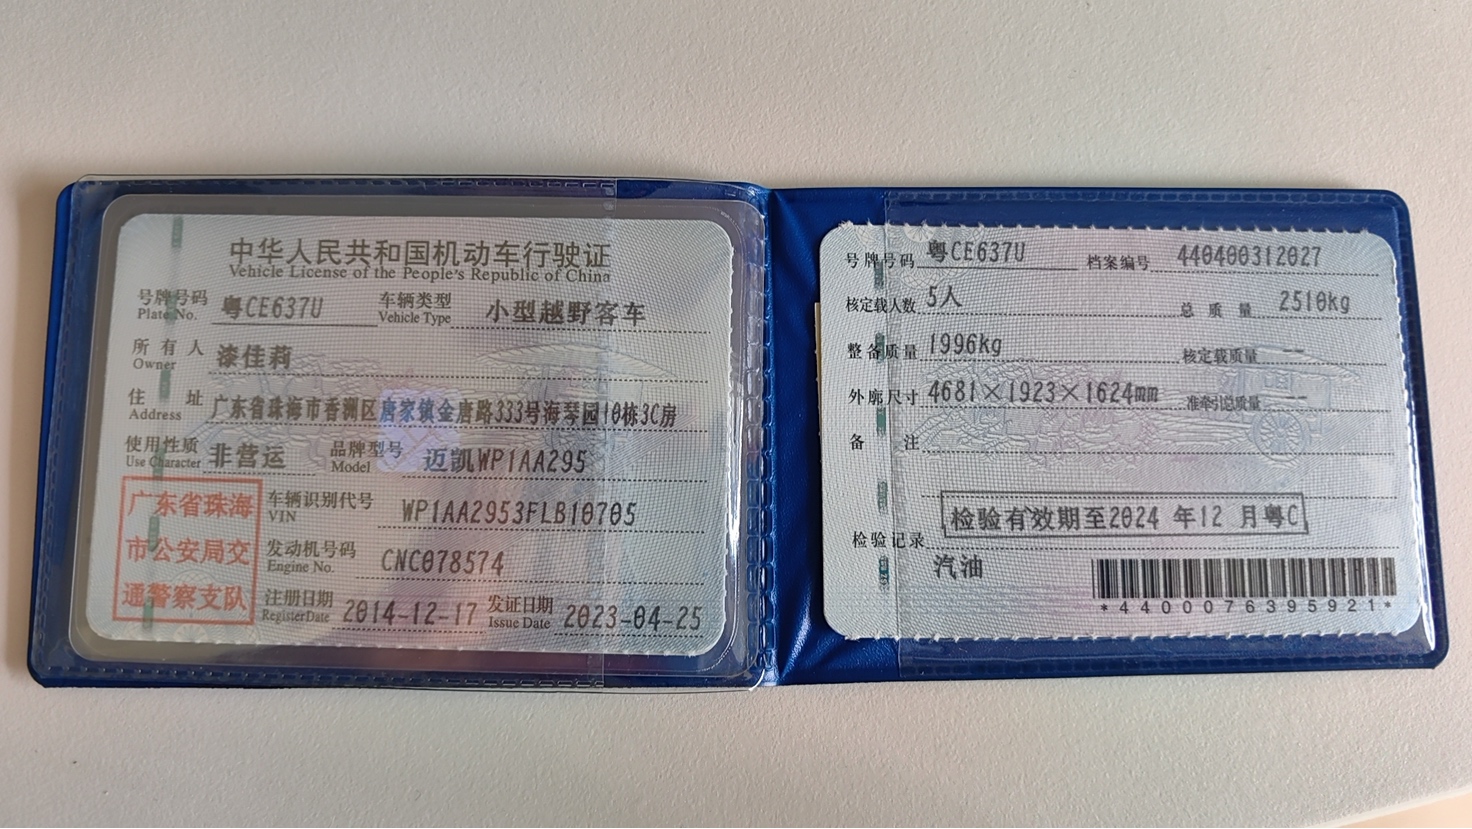 中华人民共和国机动车行驶证
Vehicle License of the People's Republic of China
号牌号码 粤CE637U 车辆类型 小型越野客车
Plate No. Vehicle Type
所有人 漆佳莉
Owner
住址 广东省珠海市香洲区唐家镇金唐路333号海琴园10栋3C房
Address
使用性质 非营运 品牌型号 迈凯WP1AA295
Use Character Model
广东省珠海
市公安局交
通警察支队
车辆识别代号 WP1AA2953FLB10705
VIN
发动机号码 CNC078574
Engine No.
注册日期 2014-12-17 发证日期 2023-04-25
Register Date Issue Date
号牌号码 粤CE637U 档案编号 440400312027
核定载人数 5人 总质量 2510kg
整备质量 1996kg 核定载质量 --
外廓尺寸 4681×1923×1624mm 准牵引总质量 --
备注
检验有效期至2024年12月粤C
检验记录
汽油
*4400076395921*